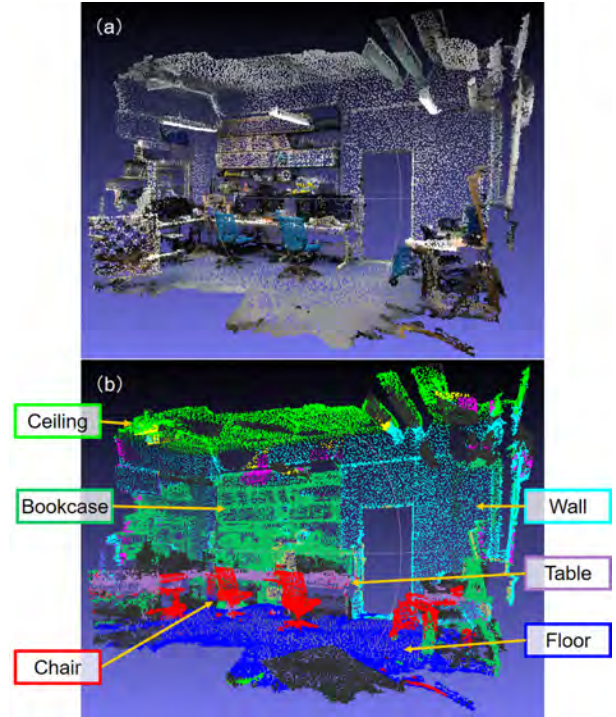 (a)
(b)
Ceiling
Bookcase
Wall
Table
Floor
Chair